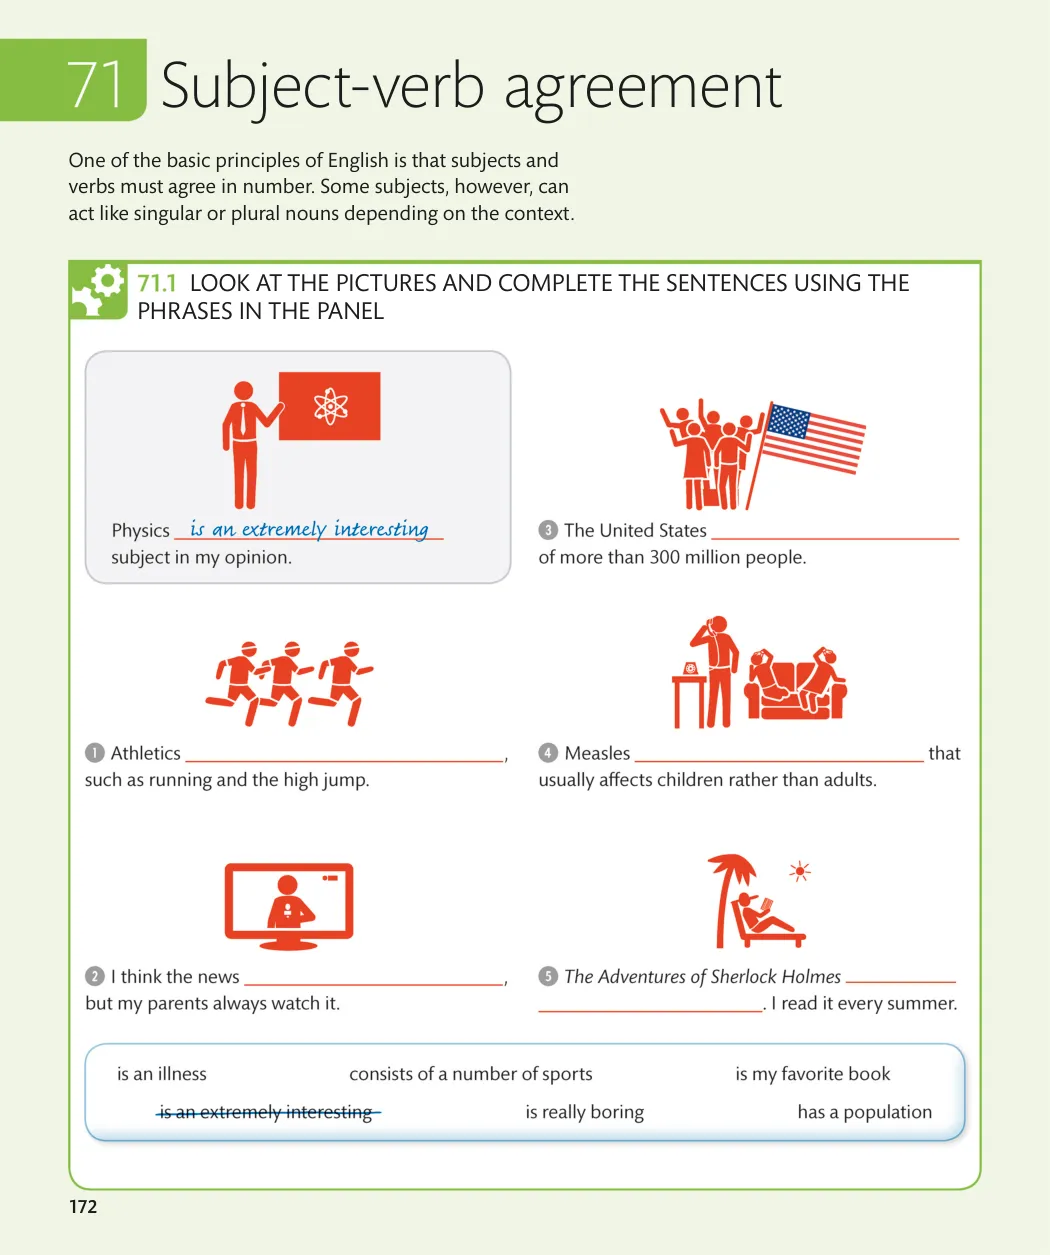 71 Subject-verb agreement
One of the basic principles of English is that subjects and
verbs must agree in number. Some subjects, however, can
act like singular or plural nouns depending on the context.
71.1 LOOK AT THE PICTURES AND COMPLETE THE SENTENCES USING THE
PHRASES IN THE PANEL
Physics is an extremely interesting
subject in my opinion.
1 Athletics ,
such as running and the high jump.
2 I think the news ,
but my parents always watch it.
3 The United States
of more than 300 million people.
4 Measles that
usually affects children rather than adults.
5 The Adventures of Sherlock Holmes
. I read it every summer.
is an illness consists of a number of sports is my favorite book
is an extremely interesting is really boring has a population
172